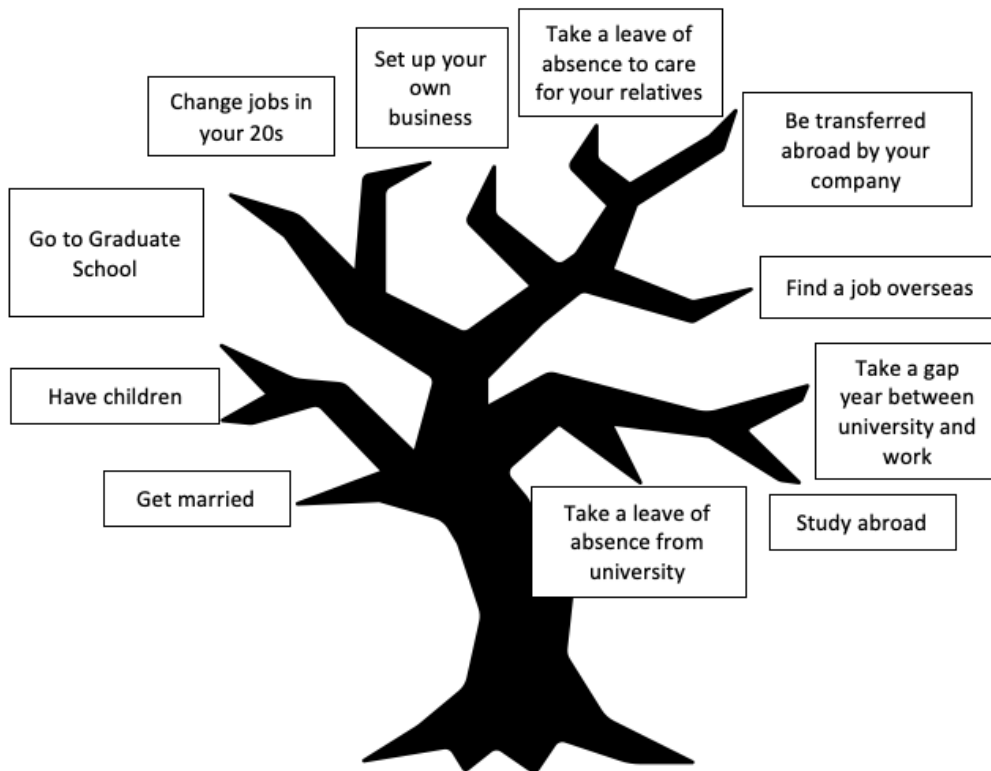 Take a leave of
absence to care
for your relatives
Set up your
own
business
Change jobs in
your 20s
Be transferred
abroad by your
company
Go to Graduate
School
Find a job overseas
Have children
Take a gap
year between
university and
work
Get married
Take a leave of
absence from
university
Study abroad